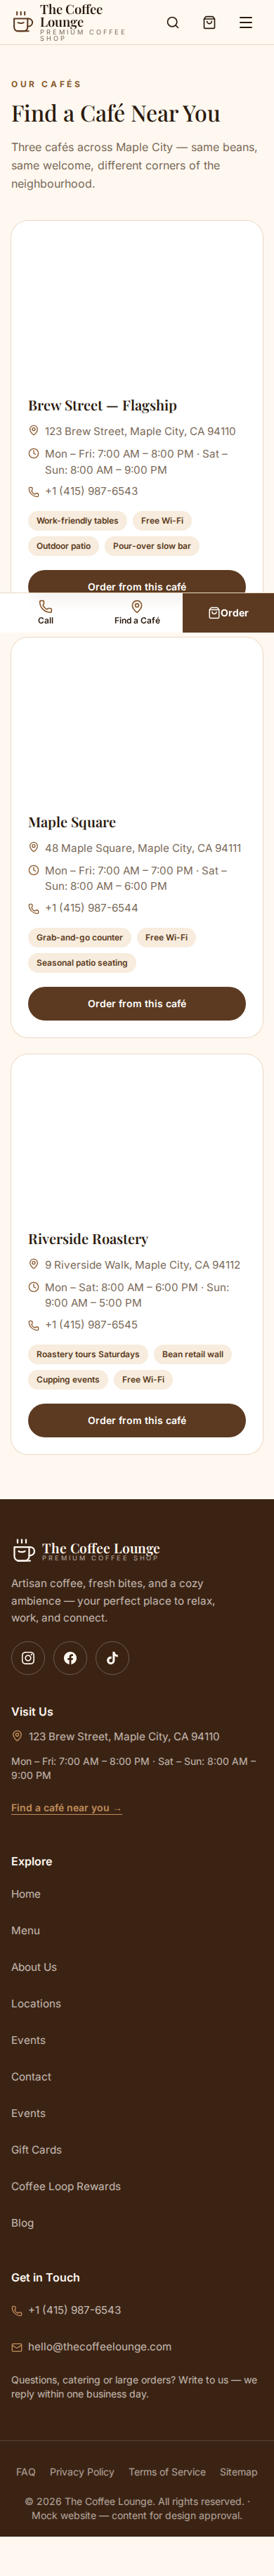 The Coffee
Lounge
PREMIUM COFFEE
SHOP
OUR CAFÉS
Find a Café Near You
Three cafés across Maple City — same beans,
same welcome, different corners of the
neighbourhood.
Brew Street — Flagship
123 Brew Street, Maple City, CA 94110
Mon – Fri: 7:00 AM – 8:00 PM · Sat –
Sun: 8:00 AM – 9:00 PM
+1 (415) 987-6543
Work-friendly tables Free Wi-Fi
Outdoor patio Pour-over slow bar
Order from this café
Call Find a Café Order
Maple Square
48 Maple Square, Maple City, CA 94111
Mon – Fri: 7:00 AM – 7:00 PM · Sat –
Sun: 8:00 AM – 6:00 PM
+1 (415) 987-6544
Grab-and-go counter Free Wi-Fi
Seasonal patio seating
Order from this café
Riverside Roastery
9 Riverside Walk, Maple City, CA 94112
Mon – Sat: 8:00 AM – 6:00 PM · Sun:
9:00 AM – 5:00 PM
+1 (415) 987-6545
Roastery tours Saturdays Bean retail wall
Cupping events Free Wi-Fi
Order from this café
The Coffee Lounge
PREMIUM COFFEE SHOP
Artisan coffee, fresh bites, and a cozy
ambience — your perfect place to relax,
work, and connect.
Visit Us
123 Brew Street, Maple City, CA 94110
Mon – Fri: 7:00 AM – 8:00 PM · Sat – Sun: 8:00 AM –
9:00 PM
Find a café near you →
Explore
Home
Menu
About Us
Locations
Events
Contact
Events
Gift Cards
Coffee Loop Rewards
Blog
Get in Touch
+1 (415) 987-6543
hello@thecoffeelounge.com
Questions, catering or large orders? Write to us — we
reply within one business day.
FAQ Privacy Policy Terms of Service Sitemap
© 2026 The Coffee Lounge. All rights reserved. ·
Mock website — content for design approval.